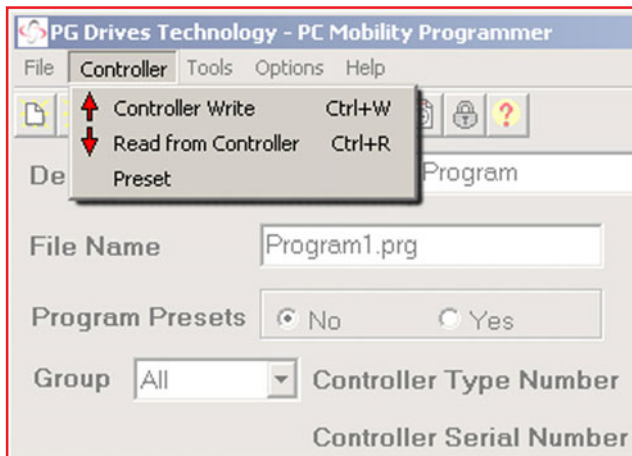 PG Drives Technology - PC Mobility Programmer
File Controller Tools Options Help
Controller Write Ctrl+W
Read from Controller Ctrl+R
Preset
De Program
File Name Program1.prg
Program Presets No Yes
Group All Controller Type Number
Controller Serial Number